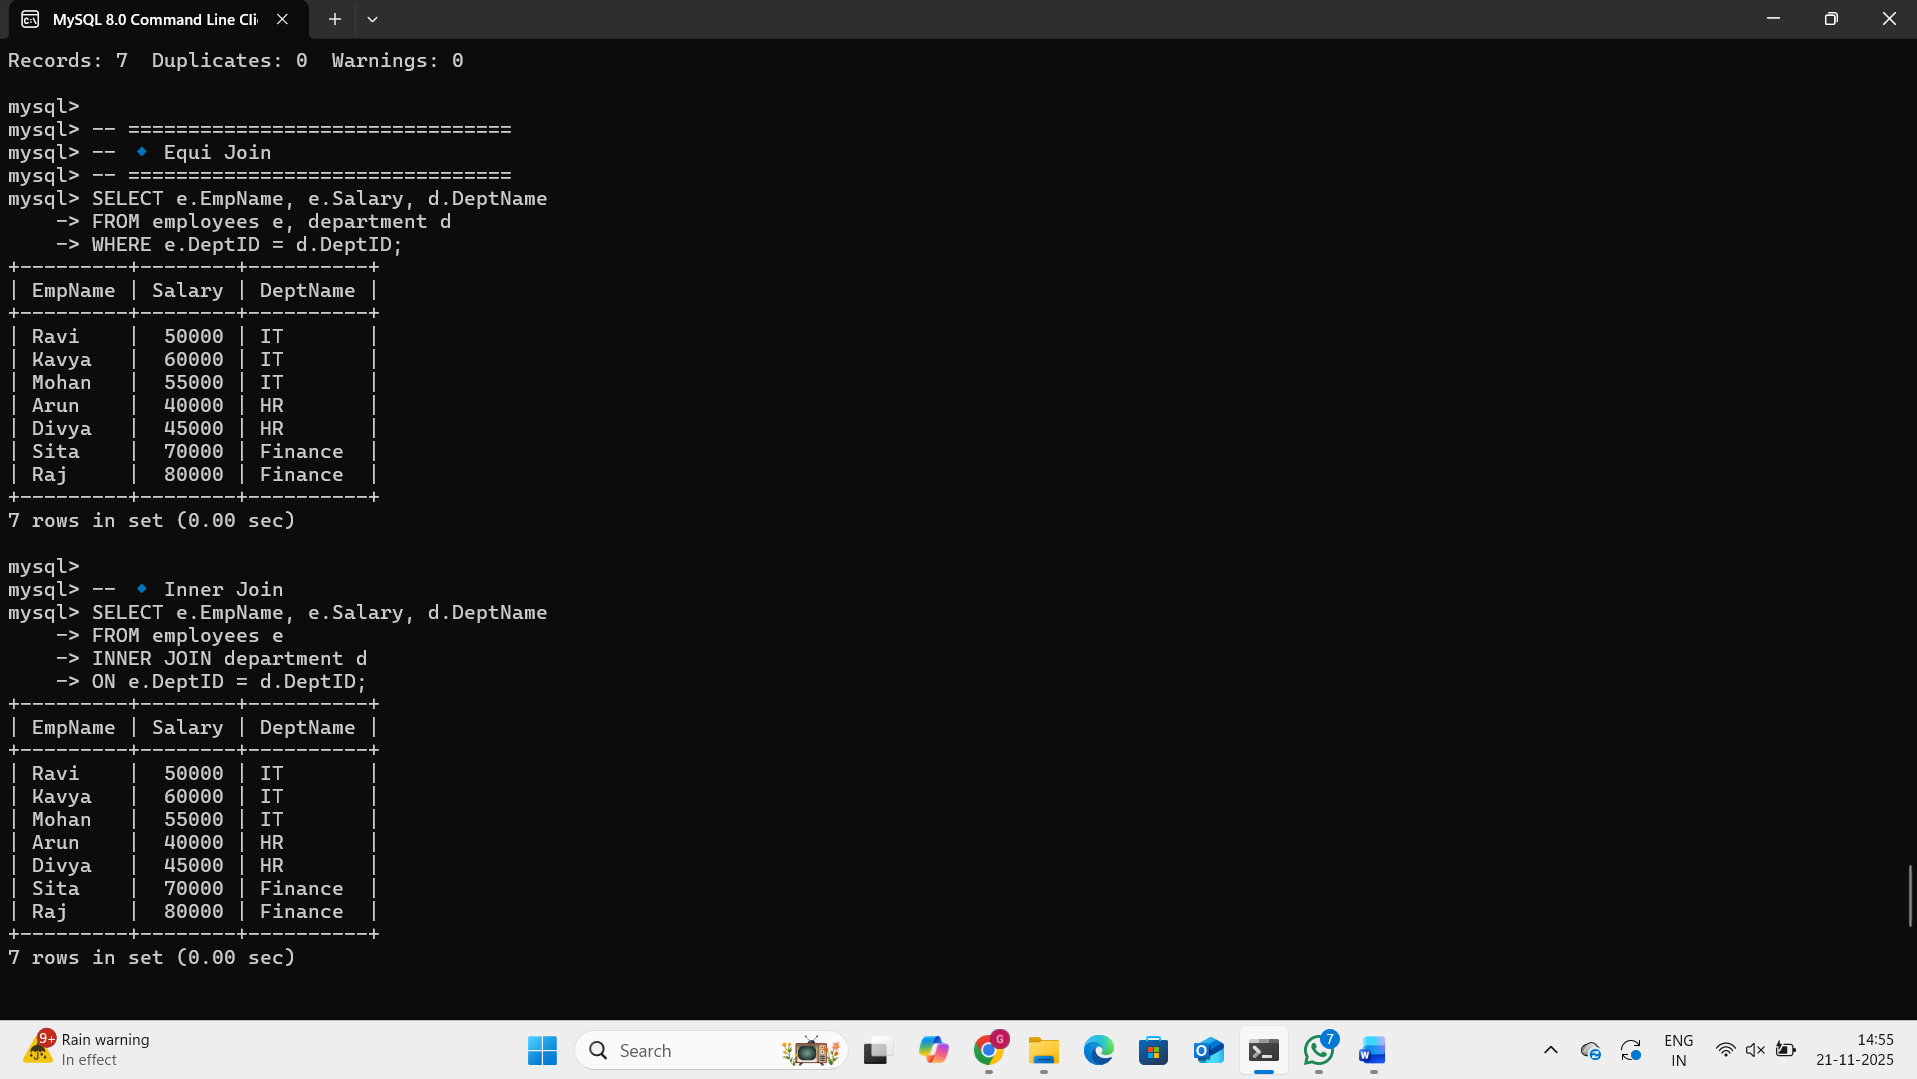 MySQL 8.0 Command Line Cli
Records: 7  Duplicates: 0  Warnings: 0
mysql>
mysql> -- ================================
mysql> -- 🔹 Equi Join
mysql> -- ================================
mysql> SELECT e.EmpName, e.Salary, d.DeptName
    -> FROM employees e, department d
    -> WHERE e.DeptID = d.DeptID;
+---------+--------+----------+
| EmpName | Salary | DeptName |
+---------+--------+----------+
| Ravi    |  50000 | IT       |
| Kavya   |  60000 | IT       |
| Mohan   |  55000 | IT       |
| Arun    |  40000 | HR       |
| Divya   |  45000 | HR       |
| Sita    |  70000 | Finance  |
| Raj     |  80000 | Finance  |
+---------+--------+----------+
7 rows in set (0.00 sec)
mysql>
mysql> -- 🔹 Inner Join
mysql> SELECT e.EmpName, e.Salary, d.DeptName
    -> FROM employees e
    -> INNER JOIN department d
    -> ON e.DeptID = d.DeptID;
+---------+--------+----------+
| EmpName | Salary | DeptName |
+---------+--------+----------+
| Ravi    |  50000 | IT       |
| Kavya   |  60000 | IT       |
| Mohan   |  55000 | IT       |
| Arun    |  40000 | HR       |
| Divya   |  45000 | HR       |
| Sita    |  70000 | Finance  |
| Raj     |  80000 | Finance  |
+---------+--------+----------+
7 rows in set (0.00 sec)
9+
Rain warning
In effect
Search
G
7
ENG
IN
14:55
21-11-2025